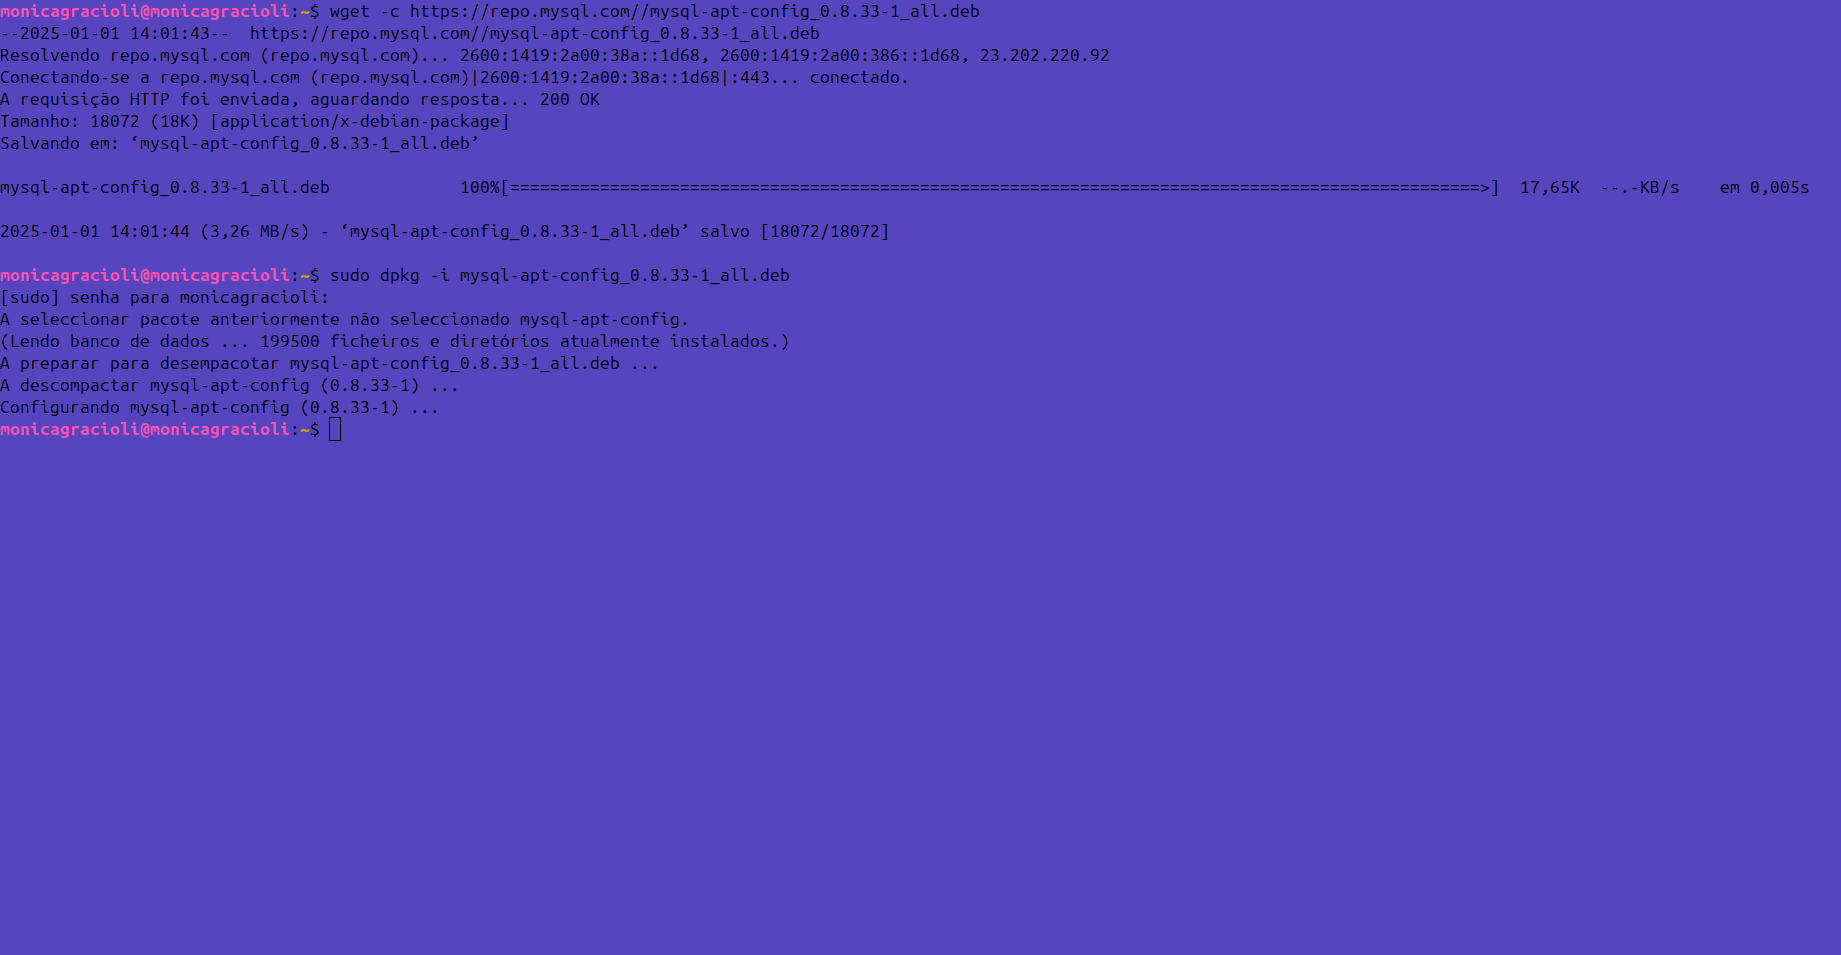 monicagracioli@monicagracioli:~$ wget -c https://repo.mysql.com//mysql-apt-config_0.8.33-1_all.deb
--2025-01-01 14:01:43--  https://repo.mysql.com//mysql-apt-config_0.8.33-1_all.deb
Resolvendo repo.mysql.com (repo.mysql.com)... 2600:1419:2a00:38a::1d68, 2600:1419:2a00:386::1d68, 23.202.220.92
Conectando-se a repo.mysql.com (repo.mysql.com)|2600:1419:2a00:38a::1d68|:443... conectado.
A requisição HTTP foi enviada, aguardando resposta... 200 OK
Tamanho: 18072 (18K) [application/x-debian-package]
Salvando em: ‘mysql-apt-config_0.8.33-1_all.deb’
mysql-apt-config_0.8.33-1_all.deb             100%[=================================================================================================>]  17,65K  --.-KB/s    em 0,005s
2025-01-01 14:01:44 (3,26 MB/s) - ‘mysql-apt-config_0.8.33-1_all.deb’ salvo [18072/18072]
monicagracioli@monicagracioli:~$ sudo dpkg -i mysql-apt-config_0.8.33-1_all.deb
[sudo] senha para monicagracioli:
A seleccionar pacote anteriormente não seleccionado mysql-apt-config.
(Lendo banco de dados ... 199500 ficheiros e diretórios atualmente instalados.)
A preparar para desempacotar mysql-apt-config_0.8.33-1_all.deb ...
A descompactar mysql-apt-config (0.8.33-1) ...
Configurando mysql-apt-config (0.8.33-1) ...
monicagracioli@monicagracioli:~$